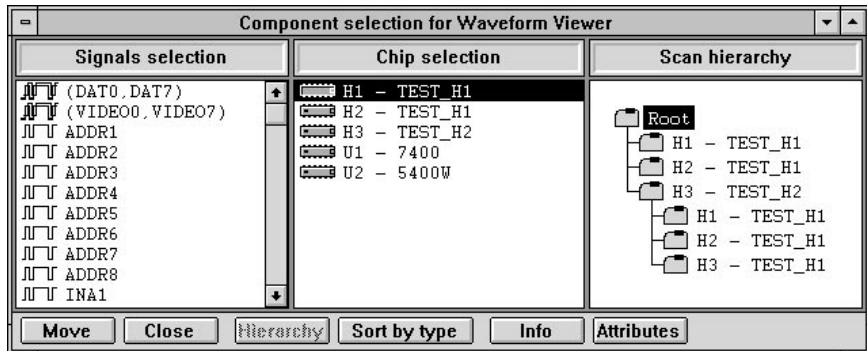 Component selection for Waveform Viewer
Signals selection
(DAT0,DAT7)
(VIDEO0,VIDEO7)
ADDR1
ADDR2
ADDR3
ADDR4
ADDR5
ADDR6
ADDR7
ADDR8
INA1
Chip selection
H1 - TEST_H1
H2 - TEST_H1
H3 - TEST_H2
U1 - 7400
U2 - 5400W
Scan hierarchy
Root
H1 - TEST_H1
H2 - TEST_H1
H3 - TEST_H2
H1 - TEST_H1
H2 - TEST_H1
H3 - TEST_H1
Move Close Hierarchy Sort by type Info Attributes